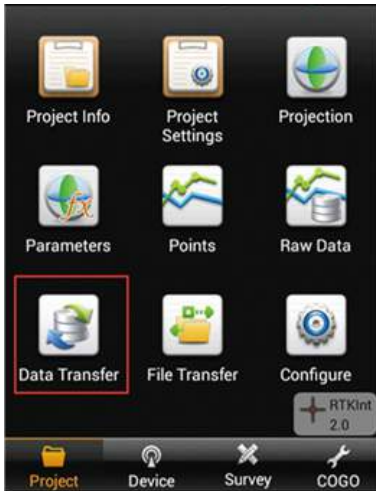 Project Info
Project
Settings
Projection
Parameters
Points
Raw Data
Data Transfer
File Transfer
Configure
RTKInt
2.0
Project
Device
Survey
COGO